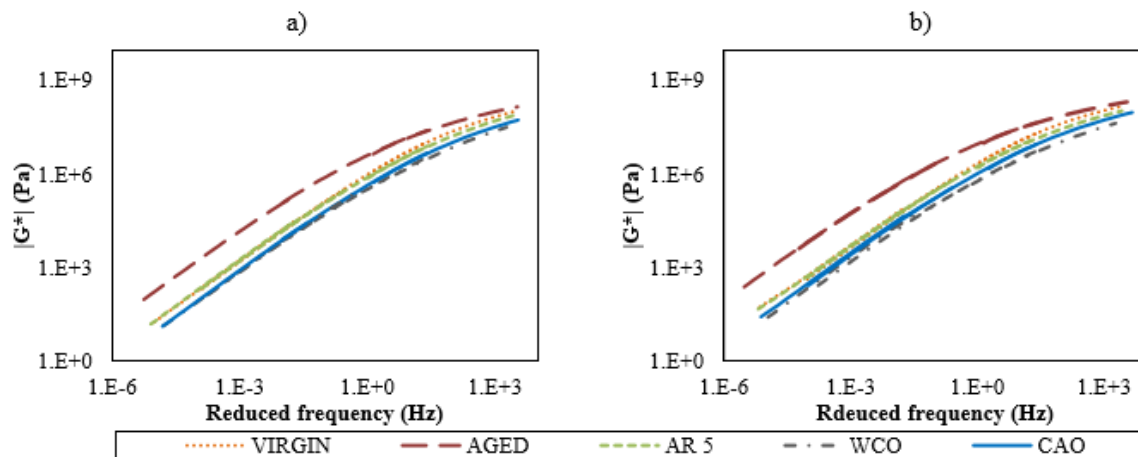 a)
b)
1.E+9
1.E+6
1.E+3
1.E+0
|G*| (Pa)
1.E-6
1.E-3
1.E+0
1.E+3
Reduced frequency (Hz)
1.E+9
1.E+6
1.E+3
1.E+0
|G*| (Pa)
1.E-6
1.E-3
1.E+0
1.E+3
Rdeuced frequency (Hz)
VIRGIN AGED AR 5 WCO CAO